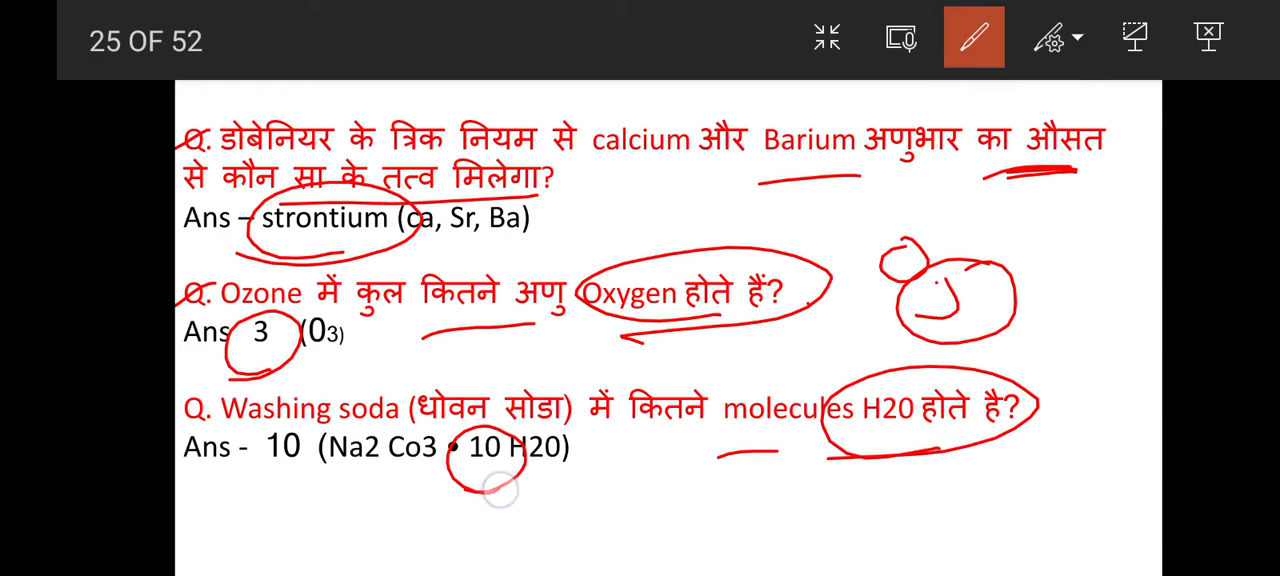 25 OF 52
Q. डोबेनियर के त्रिक नियम से calcium और Barium अणुभार का औसत
से कौन सा के तत्व मिलेगा?
Ans – strontium (ca, Sr, Ba)
Q. Ozone में कुल कितने अणु Oxygen होते हैं?
Ans 3 (03)
Q. Washing soda (धोवन सोडा) में कितने molecules H20 होते है?
Ans - 10 (Na2 Co3 • 10 H20)